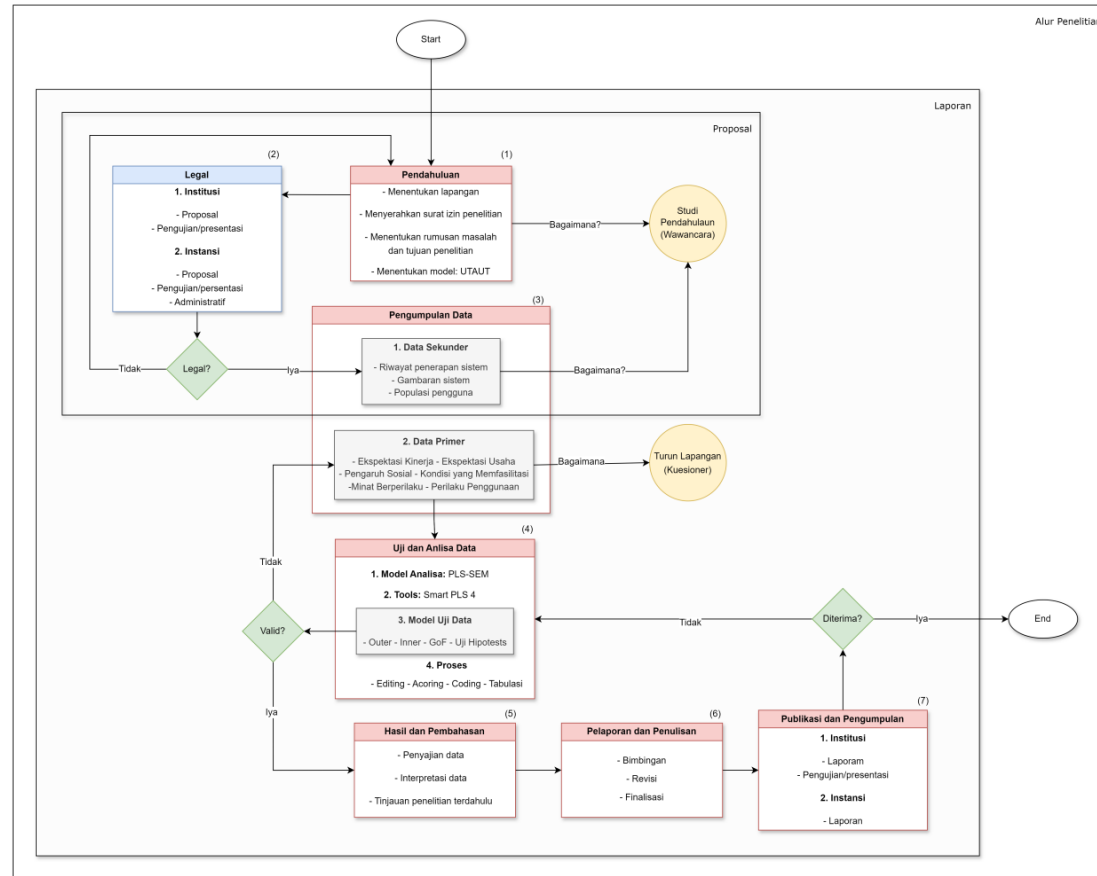 Alur Penelitian
Start
Laporan
Proposal
(1)
Pendahuluan
- Menentukan lapangan
- Menyerahkan surat izin penelitian
- Menentukan rumusan masalah
dan tujuan penelitian
- Menentukan model: UTAUT
(2)
Legal
1. Institusi
- Proposal
- Pengujian/presentasi
2. Instansi
- Proposal
- Pengujian/persentasi
- Administratif
Bagaimana?
Studi
Pendahulaun
(Wawancara)
Legal?
Tidak
Iya
(3)
Pengumpulan Data
1. Data Sekunder
- Riwayat penerapan sistem
- Gambaran sistem
- Populasi pengguna
Bagaimana?
2. Data Primer
- Ekspektasi Kinerja - Ekspektasi Usaha
- Pengaruh Sosial - Kondisi yang Memfasilitasi
-Minat Berperilaku - Perilaku Penggunaan
Bagaimana
Turun Lapangan
(Kuesioner)
(4)
Uji dan Anlisa Data
1. Model Analisa: PLS-SEM
2. Tools: Smart PLS 4
3. Model Uji Data
- Outer - Inner - GoF - Uji Hipotests
4. Proses
- Editing - Acoring - Coding - Tabulasi
Tidak
Valid?
Iya
Tidak
Diterima?
Iya
End
(5)
Hasil dan Pembahasan
- Penyajian data
- Interpretasi data
- Tinjauan penelitian terdahulu
(6)
Pelaporan dan Penulisan
- Bimbingan
- Revisi
- Finalisasi
(7)
Publikasi dan Pengumpulan
1. Institusi
- Laporam
- Pengujian/presentasi
2. Instansi
- Laporan